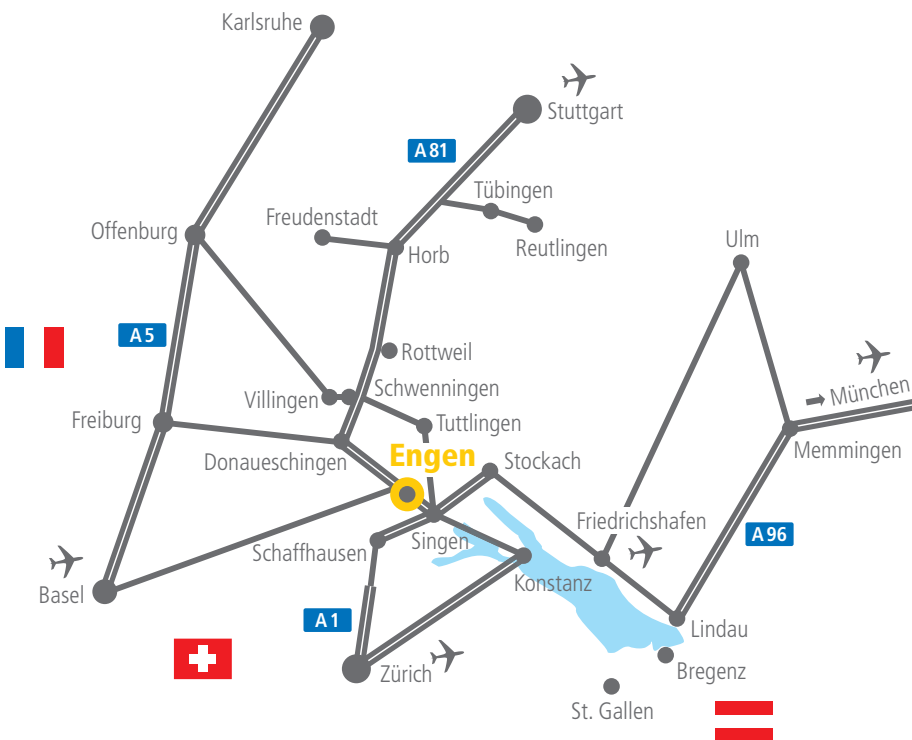 Karlsruhe
Stuttgart
A 81
Tübingen
Freudenstadt
Offenburg
Reutlingen
Horb
Ulm
A 5
Rottweil
Schwenningen
Villingen
München
Freiburg
Tuttlingen
Donaueschingen
Engen
Stockach
Memmingen
Friedrichshafen
A 96
Schaffhausen
Singen
Konstanz
Basel
A 1
Lindau
Zürich
Bregenz
St. Gallen